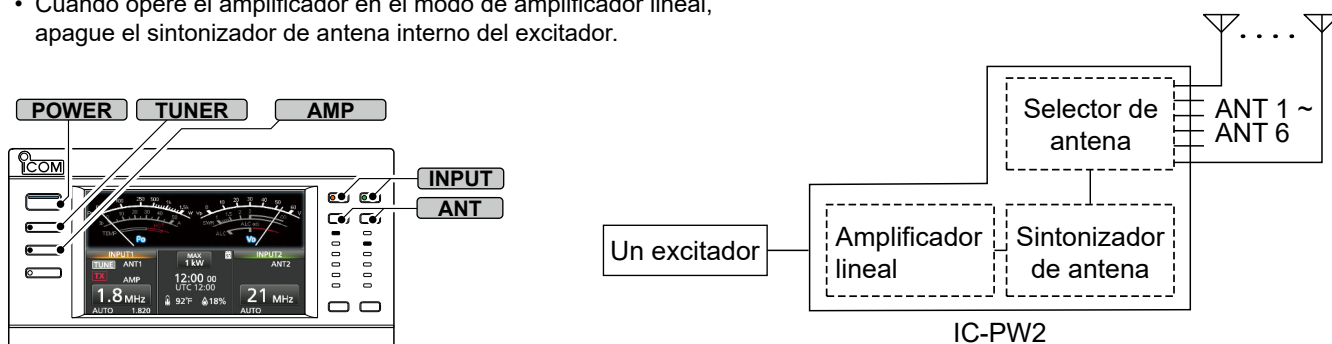 • Cuando opere el amplificador en el modo de amplificador lineal,
apague el sintonizador de antena interno del excitador.
POWER TUNER AMP
ICOM
INPUT
ANT
Po
Vo
INPUT1
TUNE ANT1
TX AMP
1.8 MHz
AUTO 1.820
MAX
1 kW
12:00 00
UTC 12:00
92°F 18%
INPUT2
ANT2
21 MHz
AUTO
Un excitador
Amplificador
lineal
Sintonizador
de antena
Selector de
antena
ANT 1 ~
ANT 6
IC-PW2